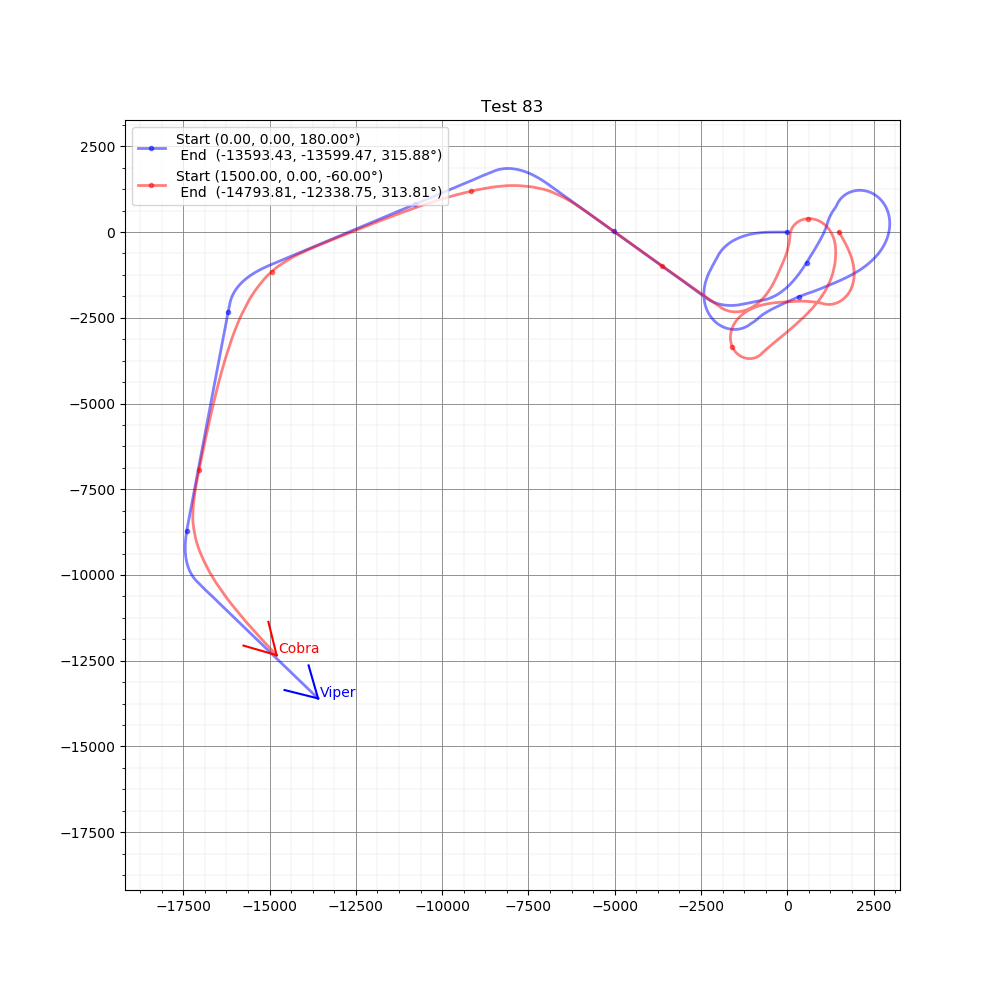 Test 83
Start (0.00, 0.00, 180.00°)
End (-13593.43, -13599.47, 315.88°)
Start (1500.00, 0.00, -60.00°)
End (-14793.81, -12338.75, 313.81°)
2500
0
−2500
−5000
−7500
−10000
−12500
−15000
−17500
Cobra
Viper
−17500 −15000 −12500 −10000 −7500 −5000 −2500 0 2500